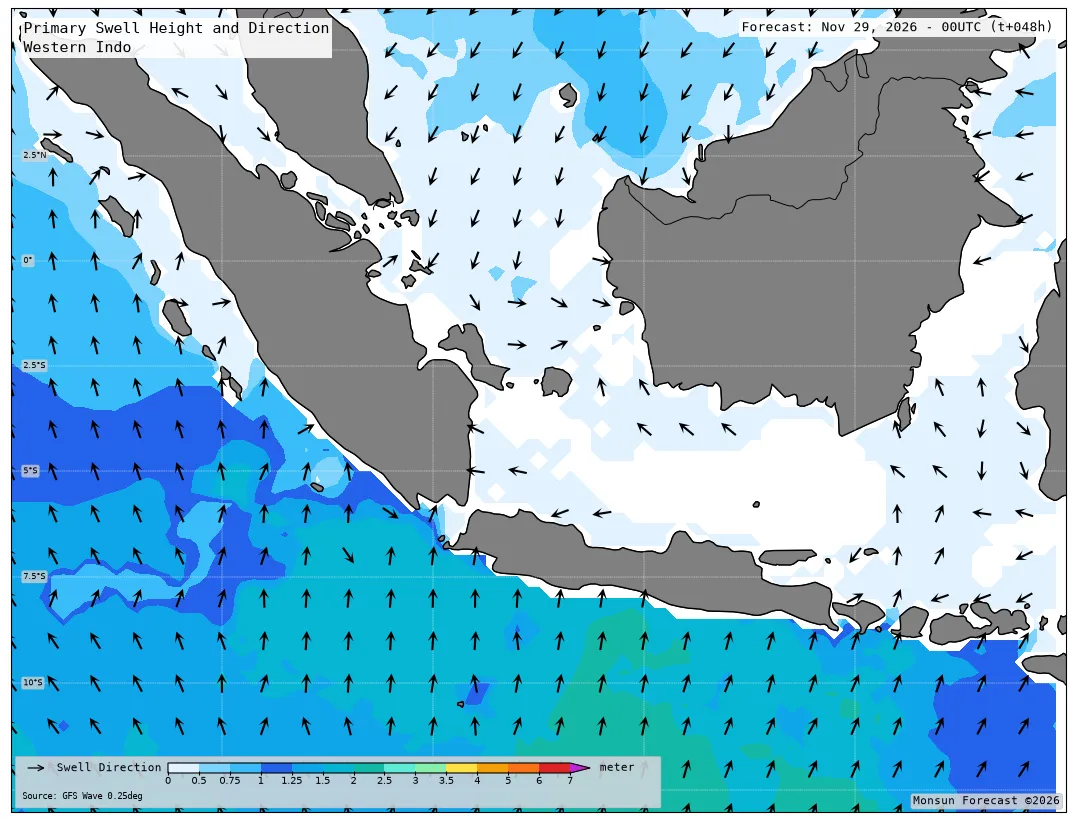 Primary Swell Height and Direction
Western Indo
Forecast: Nov 29, 2026 - 00UTC (t+048h)
2.5°N
0°
2.5°S
5°S
7.5°S
10°S
Swell Direction
meter
0 0.5 0.75 1 1.25 1.5 2 2.5 3 3.5 4 5 6 7
Source: GFS Wave 0.25deg
Monsun Forecast ©2026